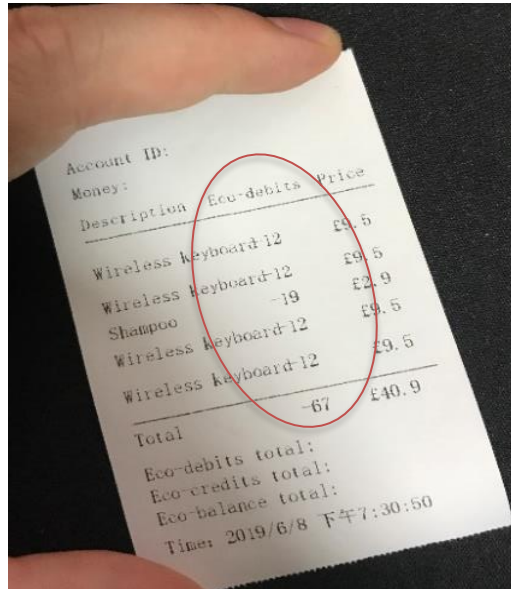 Account ID:
Money:
Description Eco-debits Price
Wireless keyboard-12 £9.5
Wireless keyboard-12 £9.5
Shampoo -19 £2.9
Wireless keyboard-12 £9.5
Wireless keyboard-12 £9.5
Total -67 £40.9
Eco-debits total:
Eco-credits total:
Eco-balance total:
Time: 2019/6/8 下午7:30:50